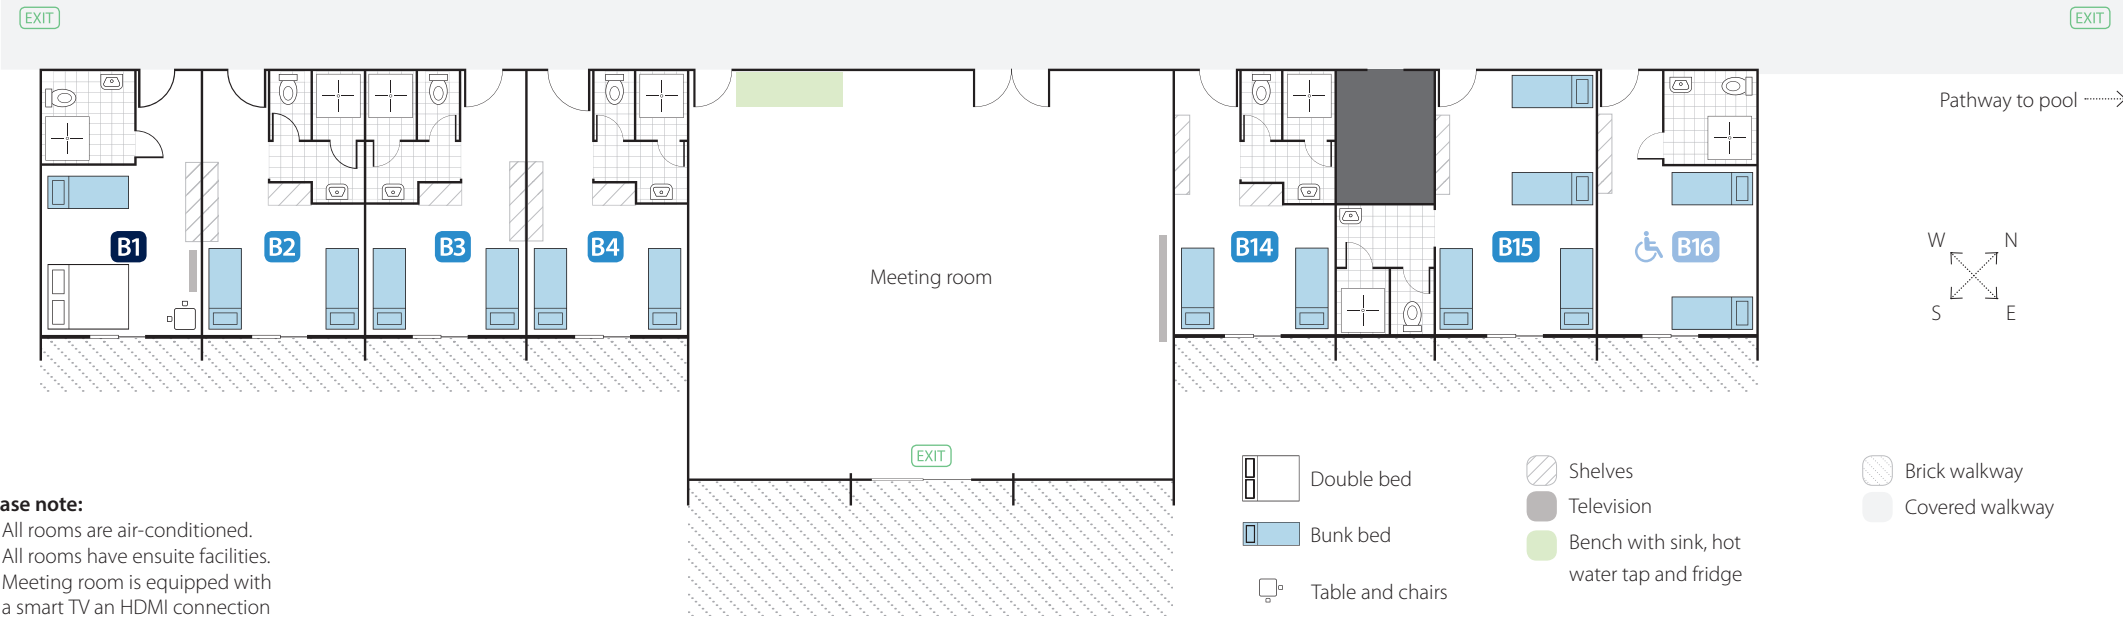 EXIT
EXIT
Pathway to pool
B1
B2
B3
B4
Meeting room
B14
B15
B16
W N
S E
EXIT
ase note:
All rooms are air-conditioned.
All rooms have ensuite facilities.
Meeting room is equipped with
a smart TV an HDMI connection
Double bed
Bunk bed
Table and chairs
Shelves
Television
Bench with sink, hot
water tap and fridge
Brick walkway
Covered walkway